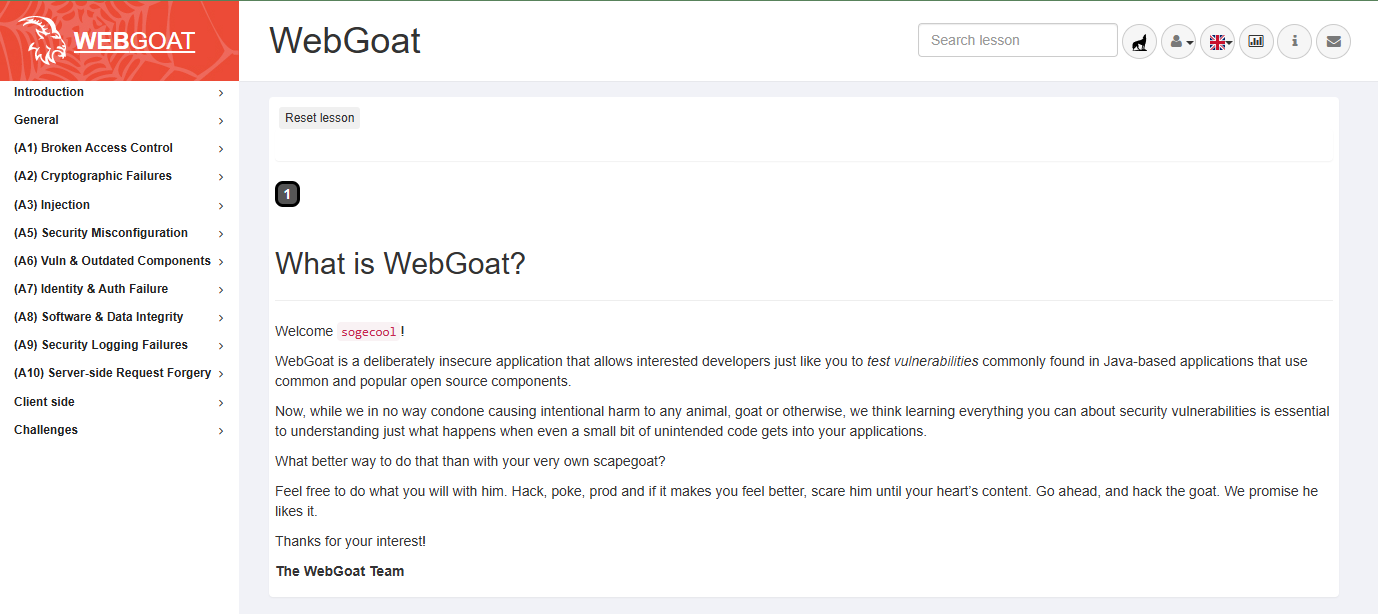 WEBGOAT
WebGoat
Search lesson
Introduction
General
(A1) Broken Access Control
(A2) Cryptographic Failures
(A3) Injection
(A5) Security Misconfiguration
(A6) Vuln & Outdated Components
(A7) Identity & Auth Failure
(A8) Software & Data Integrity
(A9) Security Logging Failures
(A10) Server-side Request Forgery
Client side
Challenges
Reset lesson
1
What is WebGoat?
Welcome sogecool!
WebGoat is a deliberately insecure application that allows interested developers just like you to test vulnerabilities commonly found in Java-based applications that use
common and popular open source components.
Now, while we in no way condone causing intentional harm to any animal, goat or otherwise, we think learning everything you can about security vulnerabilities is essential
to understanding just what happens when even a small bit of unintended code gets into your applications.
What better way to do that than with your very own scapegoat?
Feel free to do what you will with him. Hack, poke, prod and if it makes you feel better, scare him until your heart’s content. Go ahead, and hack the goat. We promise he
likes it.
Thanks for your interest!
The WebGoat Team